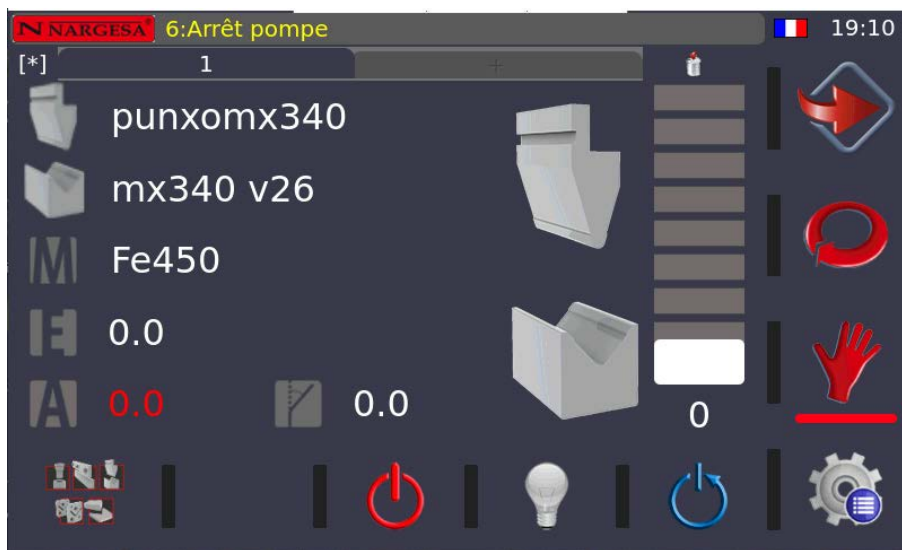 N NARGESA® 6:Arrêt pompe 19:10
[*] 1 +
punxomx340
mx340 v26
M Fe450
E 0.0
A 0.0 0.0
0